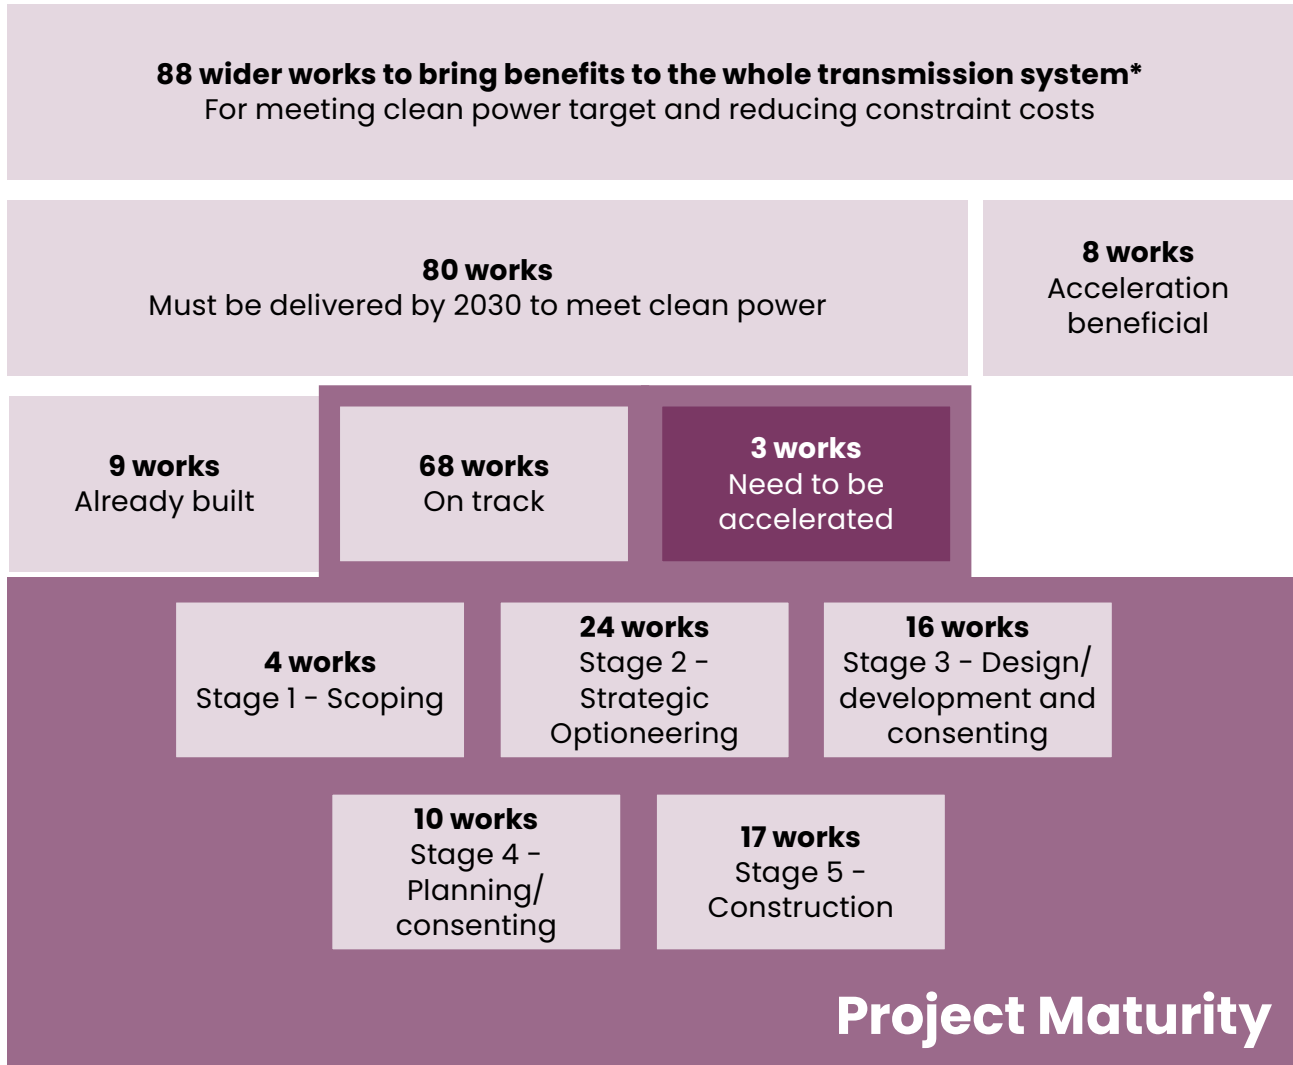 88 wider works to bring benefits to the whole transmission system*
For meeting clean power target and reducing constraint costs
80 works
Must be delivered by 2030 to meet clean power
8 works
Acceleration
beneficial
9 works
Already built
68 works
On track
3 works
Need to be
accelerated
4 works
Stage 1 - Scoping
24 works
Stage 2 -
Strategic
Optioneering
16 works
Stage 3 - Design/
development and
consenting
10 works
Stage 4 -
Planning/
consenting
17 works
Stage 5 -
Construction
Project Maturity